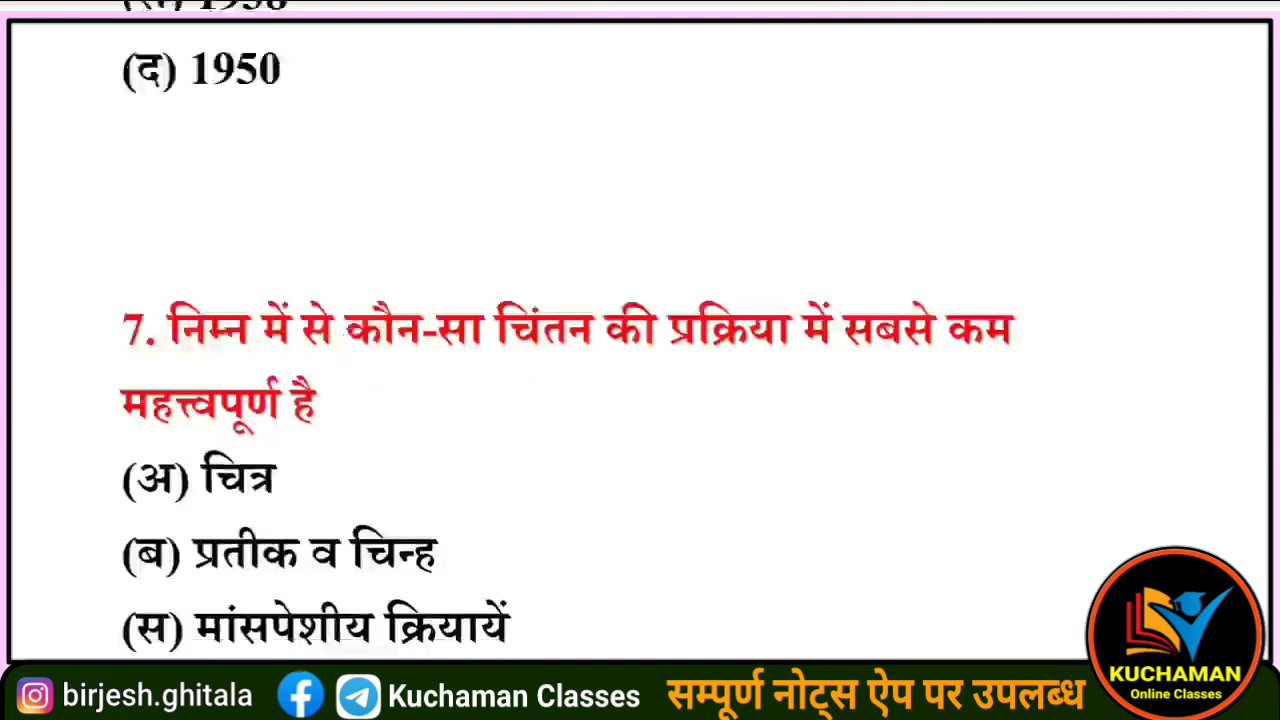 (द) 1950
7. निम्न में से कौन-सा चिंतन की प्रक्रिया में सबसे कम
महत्त्वपूर्ण है
(अ) चित्र
(ब) प्रतीक व चिन्ह
(स) मांसपेशीय क्रियायें
KUCHAMAN
Online Classes
birjesh.ghitala Kuchaman Classes सम्पूर्ण नोट्स ऐप पर उपलब्ध